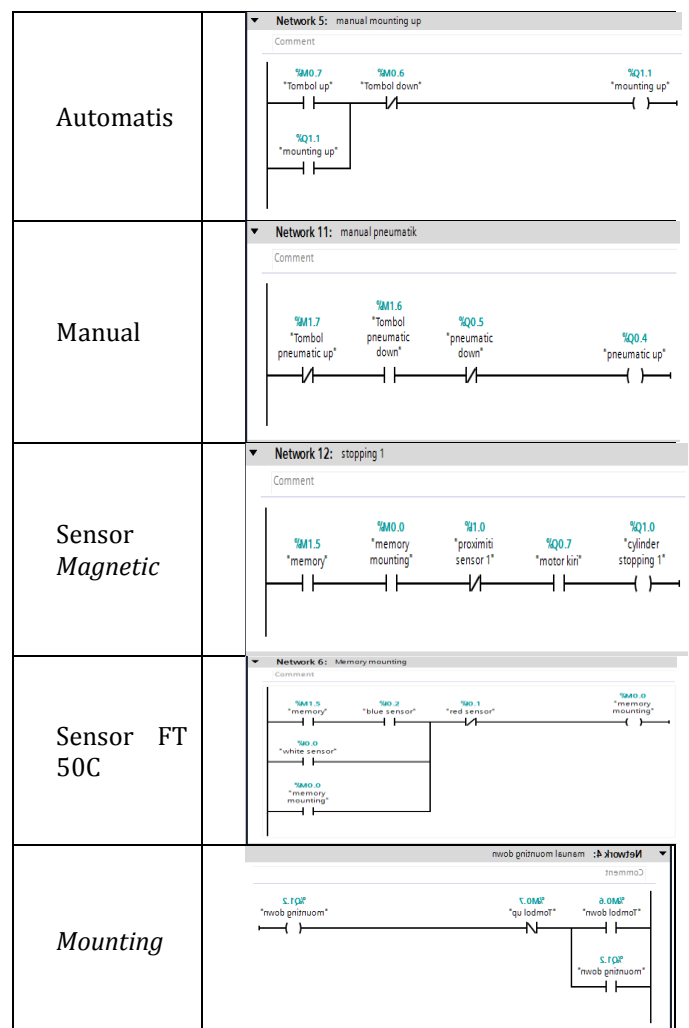 Automatis
Network 5: manual mounting up
Comment
%M0.7 %M0.6 %Q1.1
"Tombol up" "Tombol down" "mounting up"
%Q1.1
"mounting up"
Manual
Network 11: manual pneumatik
Comment
%M1.6
%M1.7 "Tombol %Q0.5
"Tombol pneumatic "pneumatic %Q0.4
pneumatic up" down" down" "pneumatic up"
Sensor
Magnetic
Network 12: stopping 1
Comment
%M0.0 %I1.0 %Q1.0
%M1.5 "memory "proximiti %Q0.7 "cylinder
"memory" mounting" sensor 1" "motor kiri" stopping 1"
Sensor FT
50C
Network 6: Memory mounting
Comment
%M1.5 %I0.2 %I0.1 %M0.0
"memory" "blue sensor" "red sensor" "memory
mounting"
%I0.0
"white sensor"
%M0.0
"memory
mounting"
Mounting
Network 4: manual mounting down
Comment
%M0.6 %M0.7 %Q1.2
"Tombol down" "Tombol up" "mounting down"
%Q1.2
"mounting down"